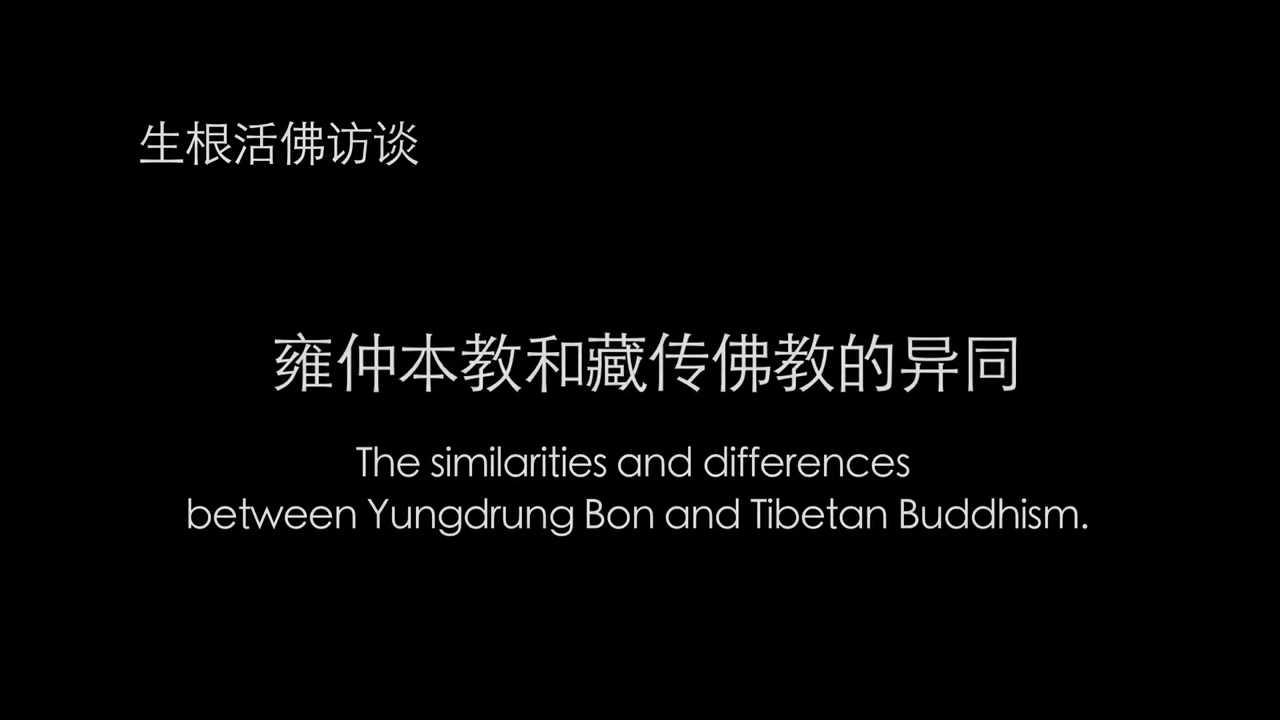 生根活佛访谈
雍仲本教和藏传佛教的异同
The similarities and differences
between Yungdrung Bon and Tibetan Buddhism.